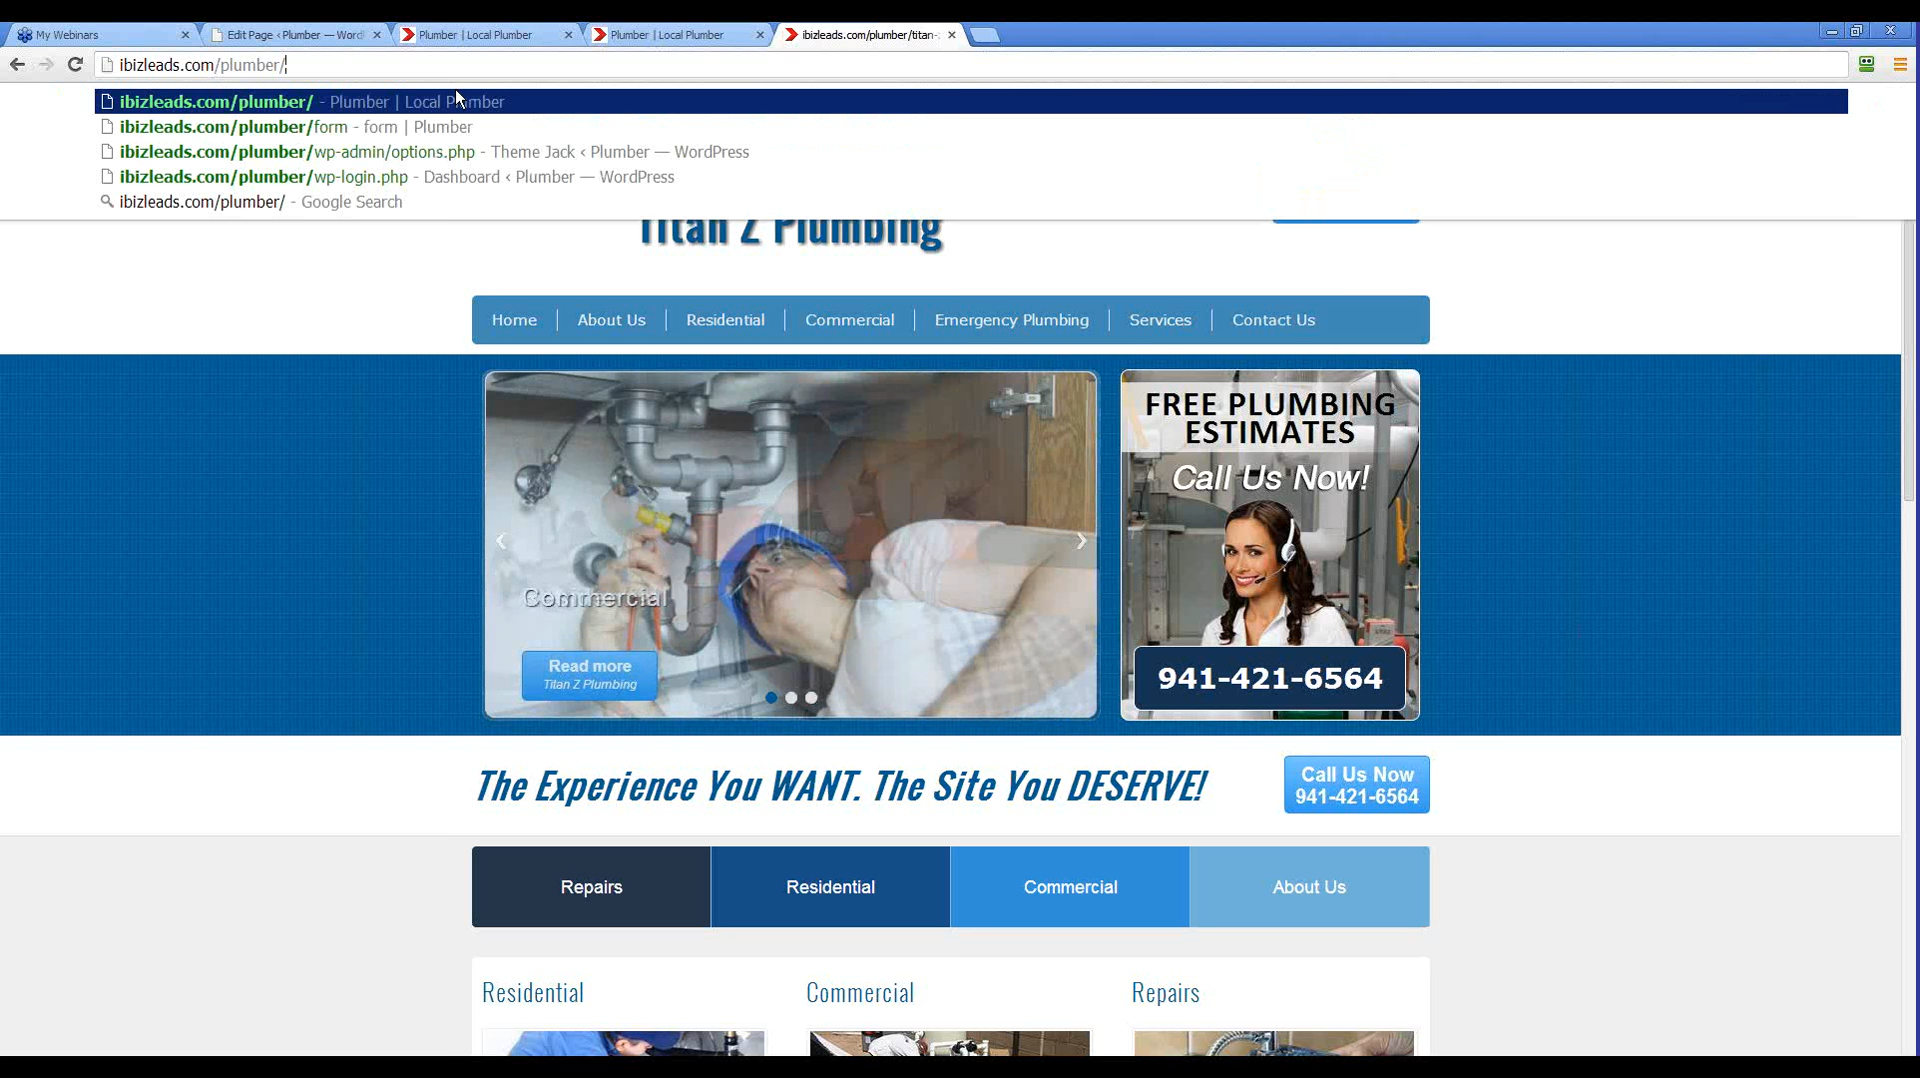 My Webinars
Edit Page ‹ Plumber — Word
Plumber | Local Plumber
Plumber | Local Plumber
ibizleads.com/plumber/titan-
ibizleads.com/plumber/
ibizleads.com/plumber/ - Plumber | Local Plumber
ibizleads.com/plumber/form - form | Plumber
ibizleads.com/plumber/wp-admin/options.php - Theme Jack ‹ Plumber — WordPress
ibizleads.com/plumber/wp-login.php - Dashboard ‹ Plumber — WordPress
ibizleads.com/plumber/ - Google Search
Titan Z Plumbing
Home
About Us
Residential
Commercial
Emergency Plumbing
Services
Contact Us
Commercial
Read more
Titan Z Plumbing
FREE PLUMBING
ESTIMATES
Call Us Now!
941-421-6564
The Experience You WANT. The Site You DESERVE!
Call Us Now
941-421-6564
Repairs
Residential
Commercial
About Us
Residential
Commercial
Repairs